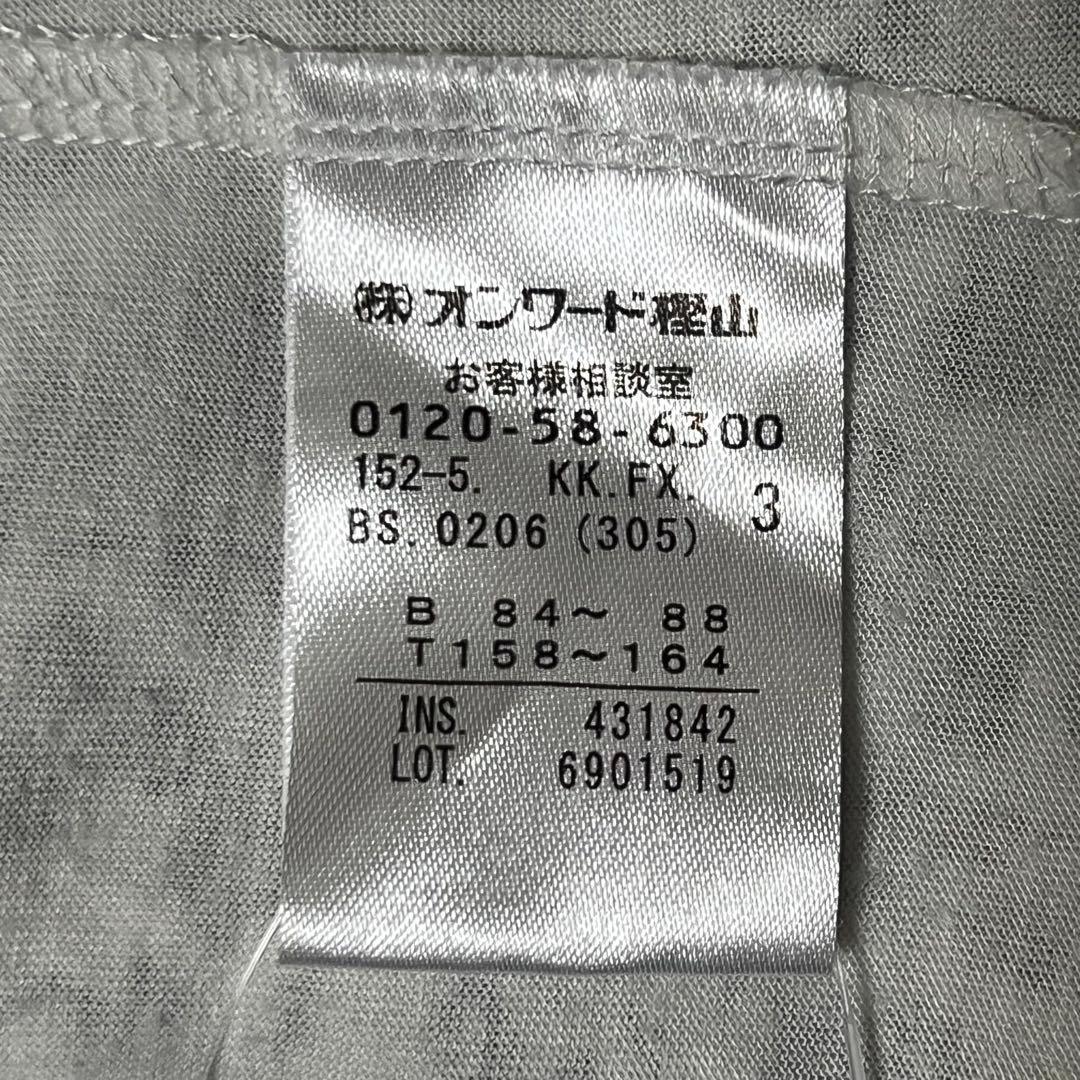 ㈱オンワード樫山
お客様相談室
0120-58-6300
152-5. KK.FX. 3
BS.0206 (305)
B 84～ 88
T158～164
INS. 431842
LOT. 6901519